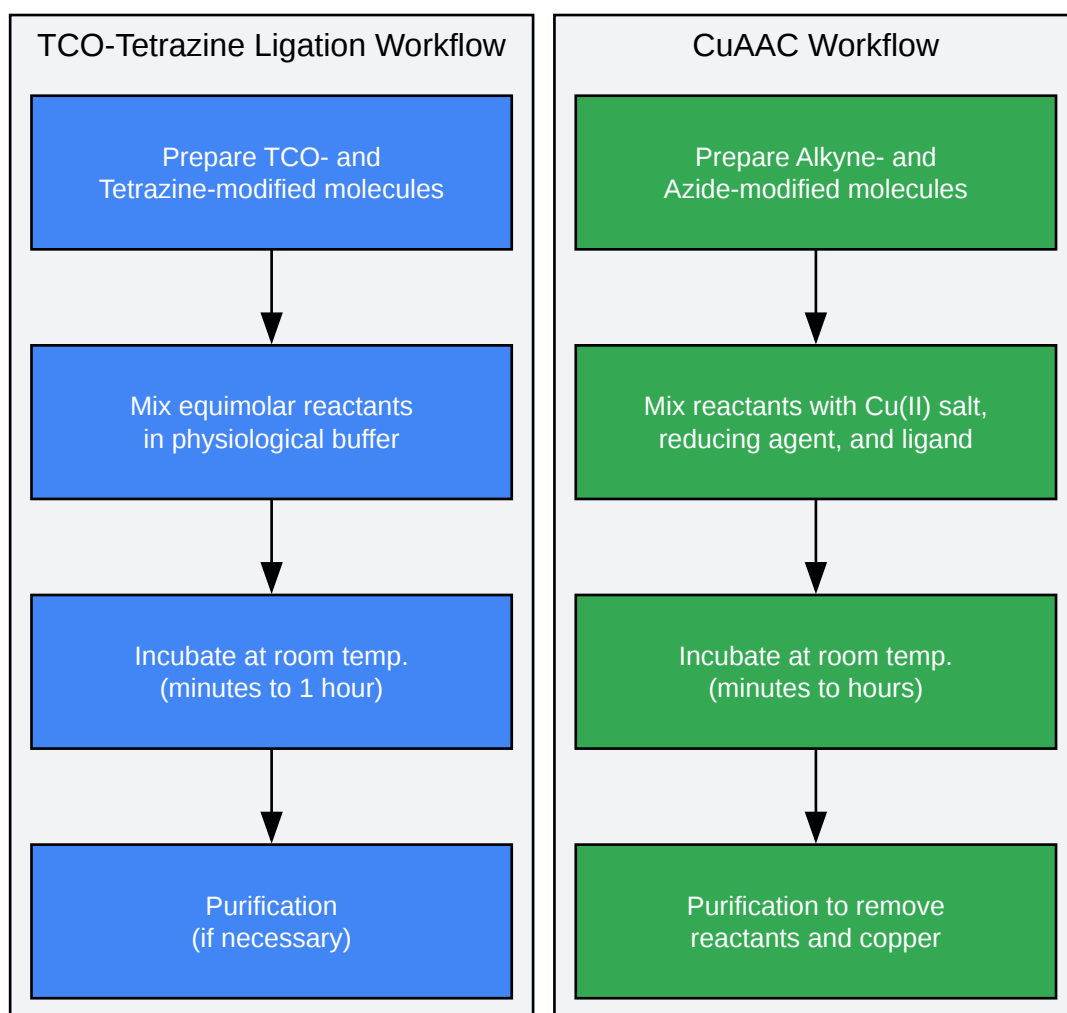 TCO-Tetrazine Ligation Workflow
Prepare TCO- and
Tetrazine-modified molecules
Mix equimolar reactants
in physiological buffer
Incubate at room temp.
(minutes to 1 hour)
Purification
(if necessary)
CuAAC Workflow
Prepare Alkyne- and
Azide-modified molecules
Mix reactants with Cu(II) salt,
reducing agent, and ligand
Incubate at room temp.
(minutes to hours)
Purification to remove
reactants and copper